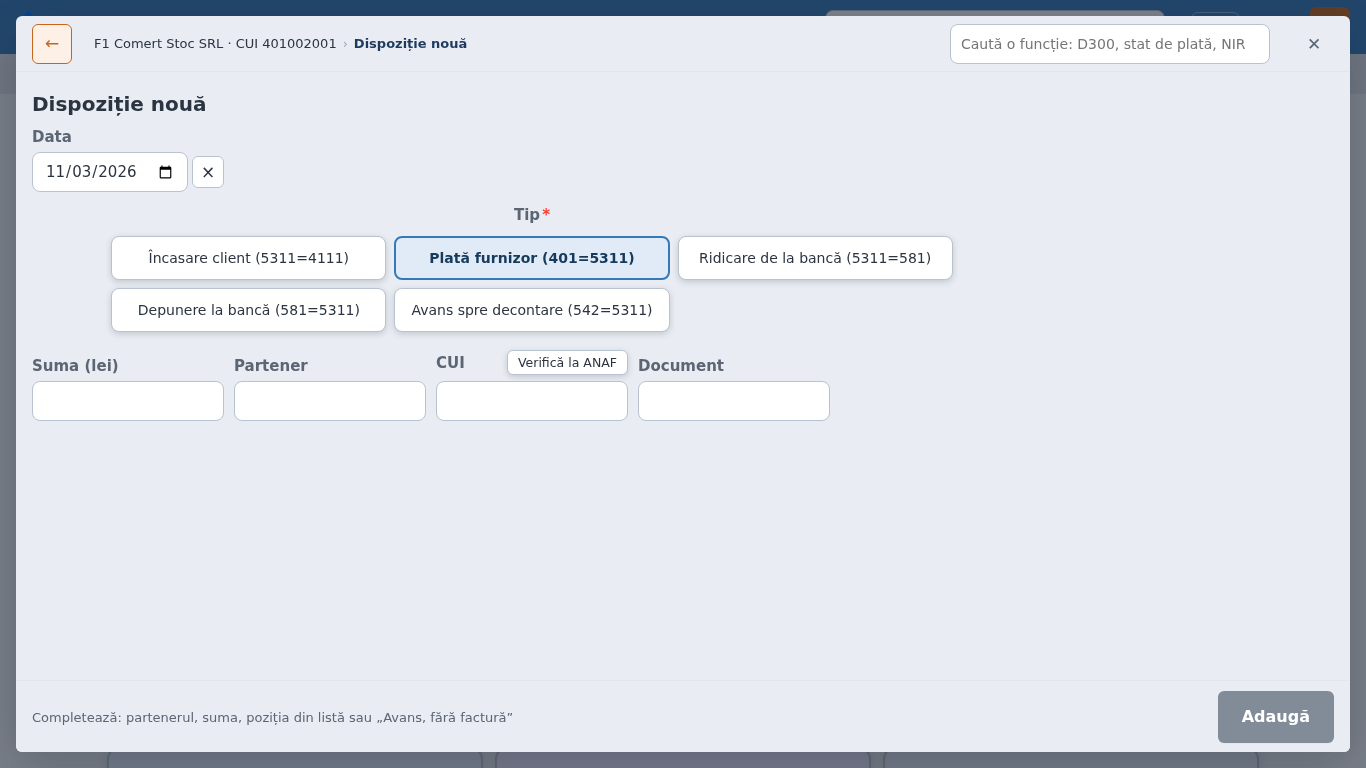 ←
F1 Comert Stoc SRL · CUI 401002001 › Dispoziție nouă
Caută o funcție: D300, stat de plată, NIR
✕
Dispoziție nouă
Data
11/03/2026
×
Tip*
Încasare client (5311=4111)
Plată furnizor (401=5311)
Ridicare de la bancă (5311=581)
Depunere la bancă (581=5311)
Avans spre decontare (542=5311)
Suma (lei)
Partener
CUI
Verifică la ANAF
Document
Completează: partenerul, suma, poziția din listă sau „Avans, fără factură”
Adaugă